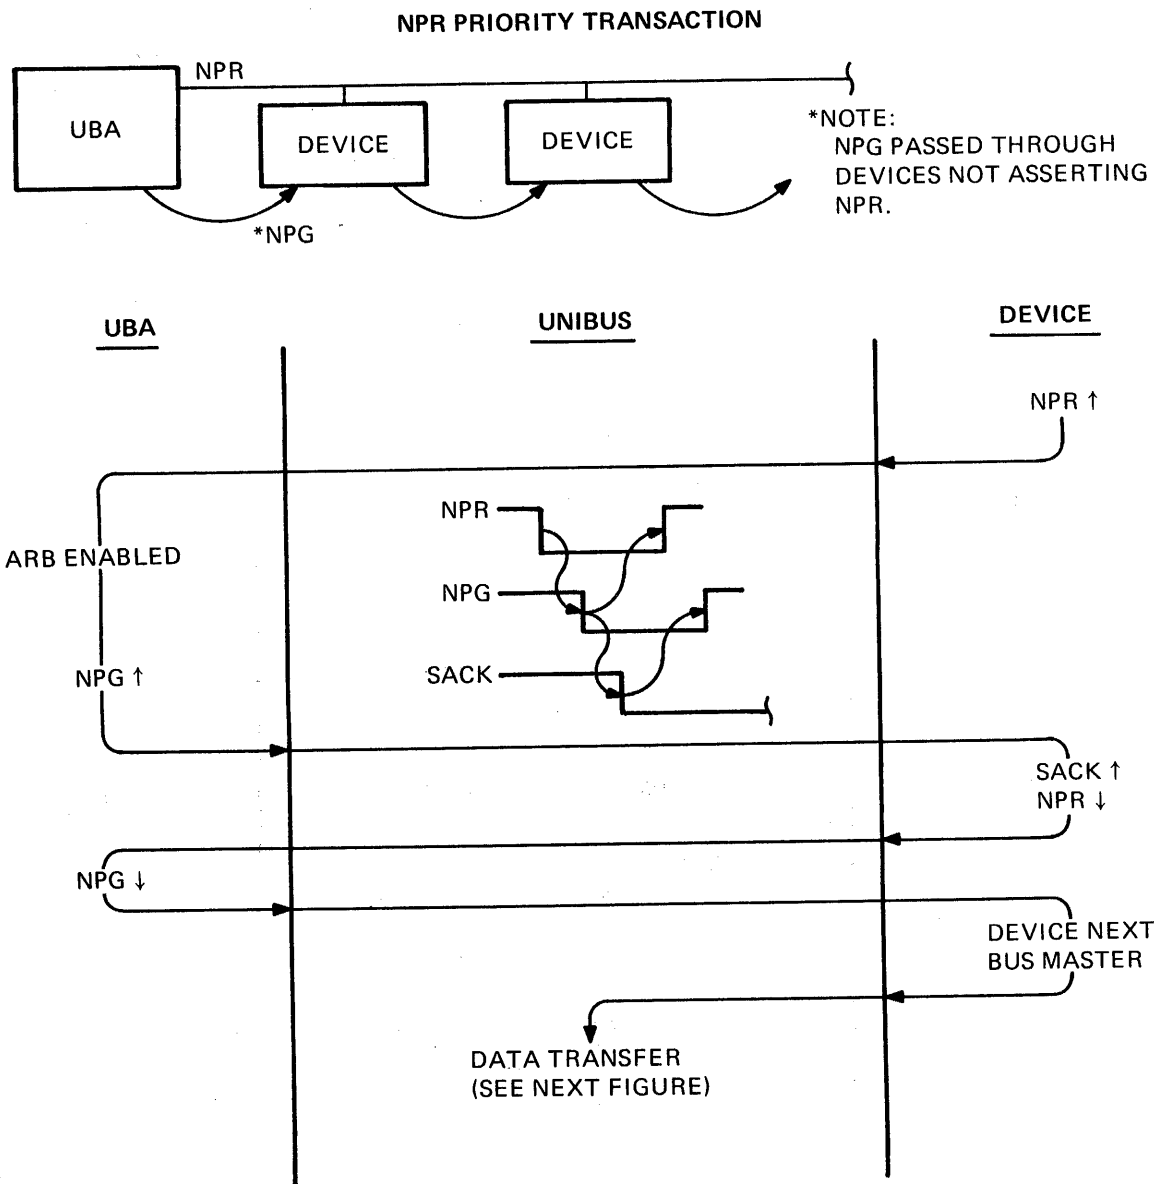 NPR PRIORITY TRANSACTION
NPR
UBA
DEVICE
DEVICE
*NOTE:
NPG PASSED THROUGH
DEVICES NOT ASSERTING
NPR.
*NPG
UBA
UNIBUS
DEVICE
NPR ↑
NPR
ARB ENABLED
NPG
NPG ↑
SACK
SACK ↑
NPR ↓
NPG ↓
DEVICE NEXT
BUS MASTER
DATA TRANSFER
(SEE NEXT FIGURE)